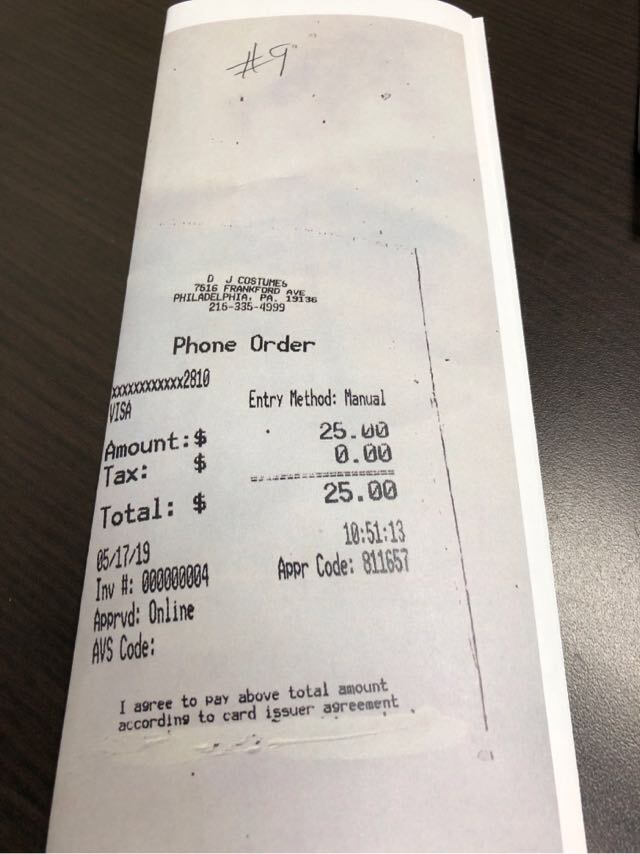 #9
D J COSTUMES
7516 FRANKFORD AVE
PHILADELPHIA, PA. 19136
215-335-4999
Phone Order
xxxxxxxxxxxx2810
VISA
Entry Method: Manual
Amount:$ 25.00
Tax: $ 0.00
Total: $ 25.00
05/17/19 10:51:13
Inv #: 000000004 Appr Code: 811657
Apprvd: Online
AVS Code:
I agree to pay above total amount
according to card issuer agreement